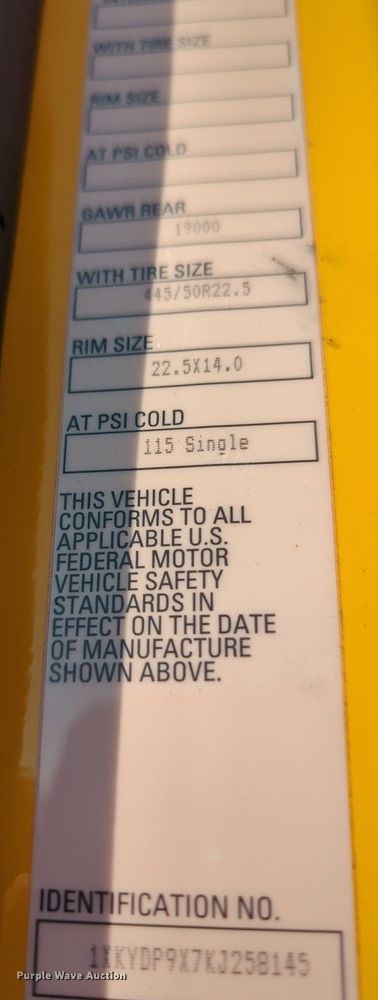 WITH TIRE SIZE
RIM SIZE
AT PSI COLD
GAWR REAR
19000
WITH TIRE SIZE
445/50R22.5
RIM SIZE
22.5X14.0
AT PSI COLD
115 Single
THIS VEHICLE
CONFORMS TO ALL
APPLICABLE U.S.
FEDERAL MOTOR
VEHICLE SAFETY
STANDARDS IN
EFFECT ON THE DATE
OF MANUFACTURE
SHOWN ABOVE.
IDENTIFICATION NO.
1XKYDP9X7KJ258145
Purple Wave Auction